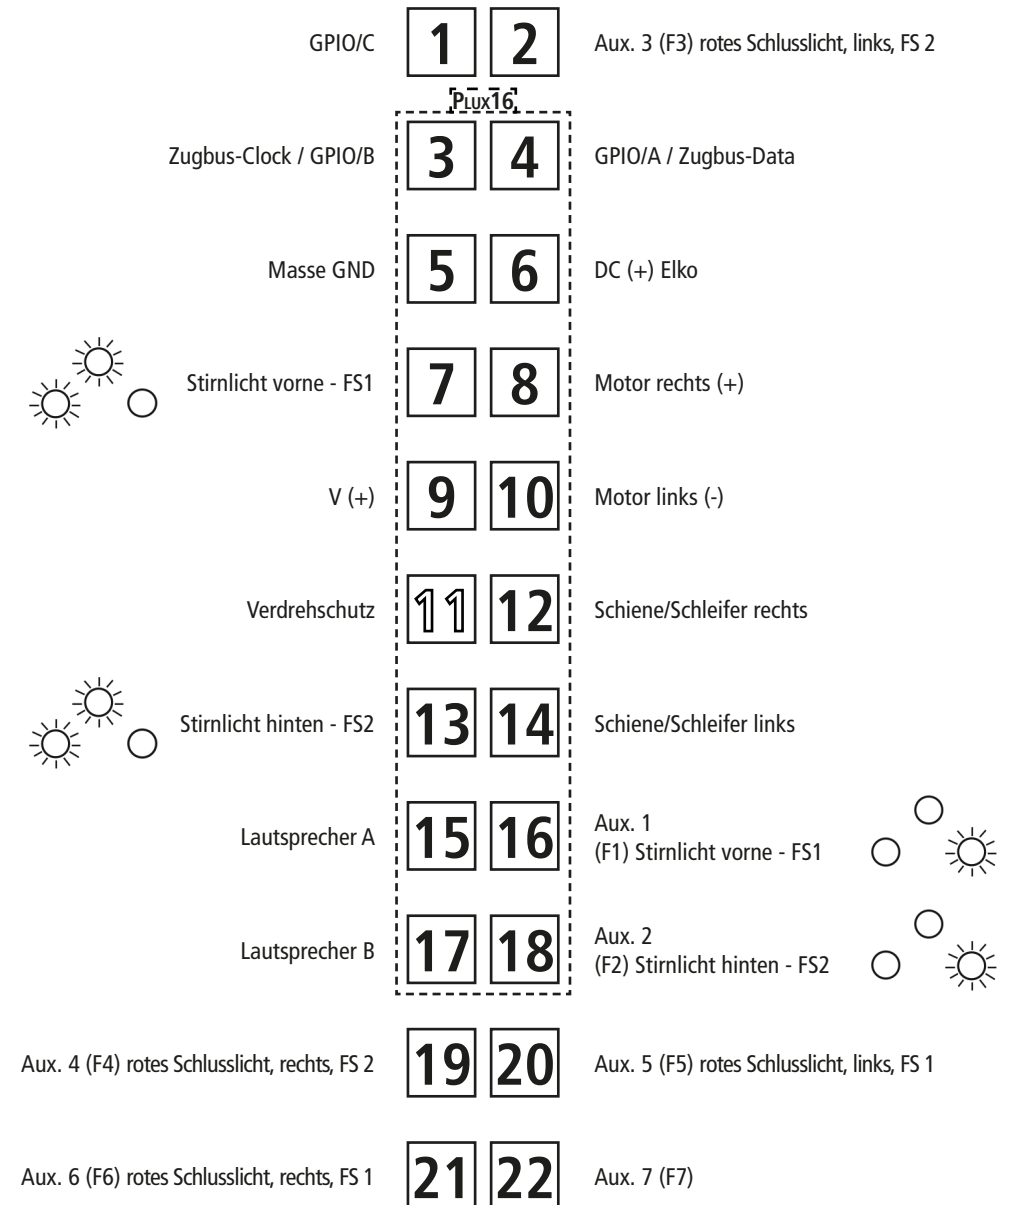 GPIO/C 1 2 Aux. 3 (F3) rotes Schlusslicht, links, FS 2
PLUX16
Zugbus-Clock / GPIO/B 3 4 GPIO/A / Zugbus-Data
Masse GND 5 6 DC (+) Elko
Stirnlicht vorne - FS1 7 8 Motor rechts (+)
V (+) 9 10 Motor links (-)
Verdrehschutz 11 12 Schiene/Schleifer rechts
Stirnlicht hinten - FS2 13 14 Schiene/Schleifer links
Lautsprecher A 15 16 Aux. 1
(F1) Stirnlicht vorne - FS1
Lautsprecher B 17 18 Aux. 2
(F2) Stirnlicht hinten - FS2
Aux. 4 (F4) rotes Schlusslicht, rechts, FS 2 19 20 Aux. 5 (F5) rotes Schlusslicht, links, FS 1
Aux. 6 (F6) rotes Schlusslicht, rechts, FS 1 21 22 Aux. 7 (F7)